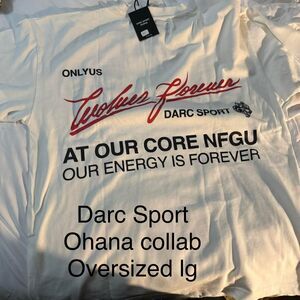 ONLYUS
Wolves Forever
DARC SPORT
AT OUR CORE NFGU
OUR ENERGY IS FOREVER
Darc Sport
Ohana collab
Oversized lg